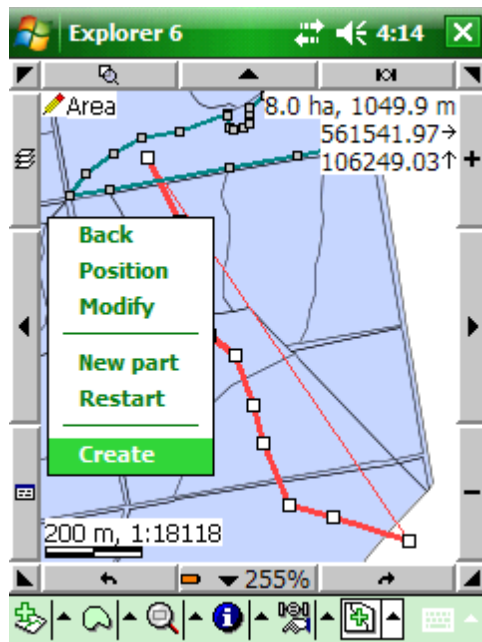 Explorer 6
4:14
Area
8.0 ha, 1049.9 m
561541.97→
106249.03↑
Back
Position
Modify
New part
Restart
Create
200 m, 1:18118
255%